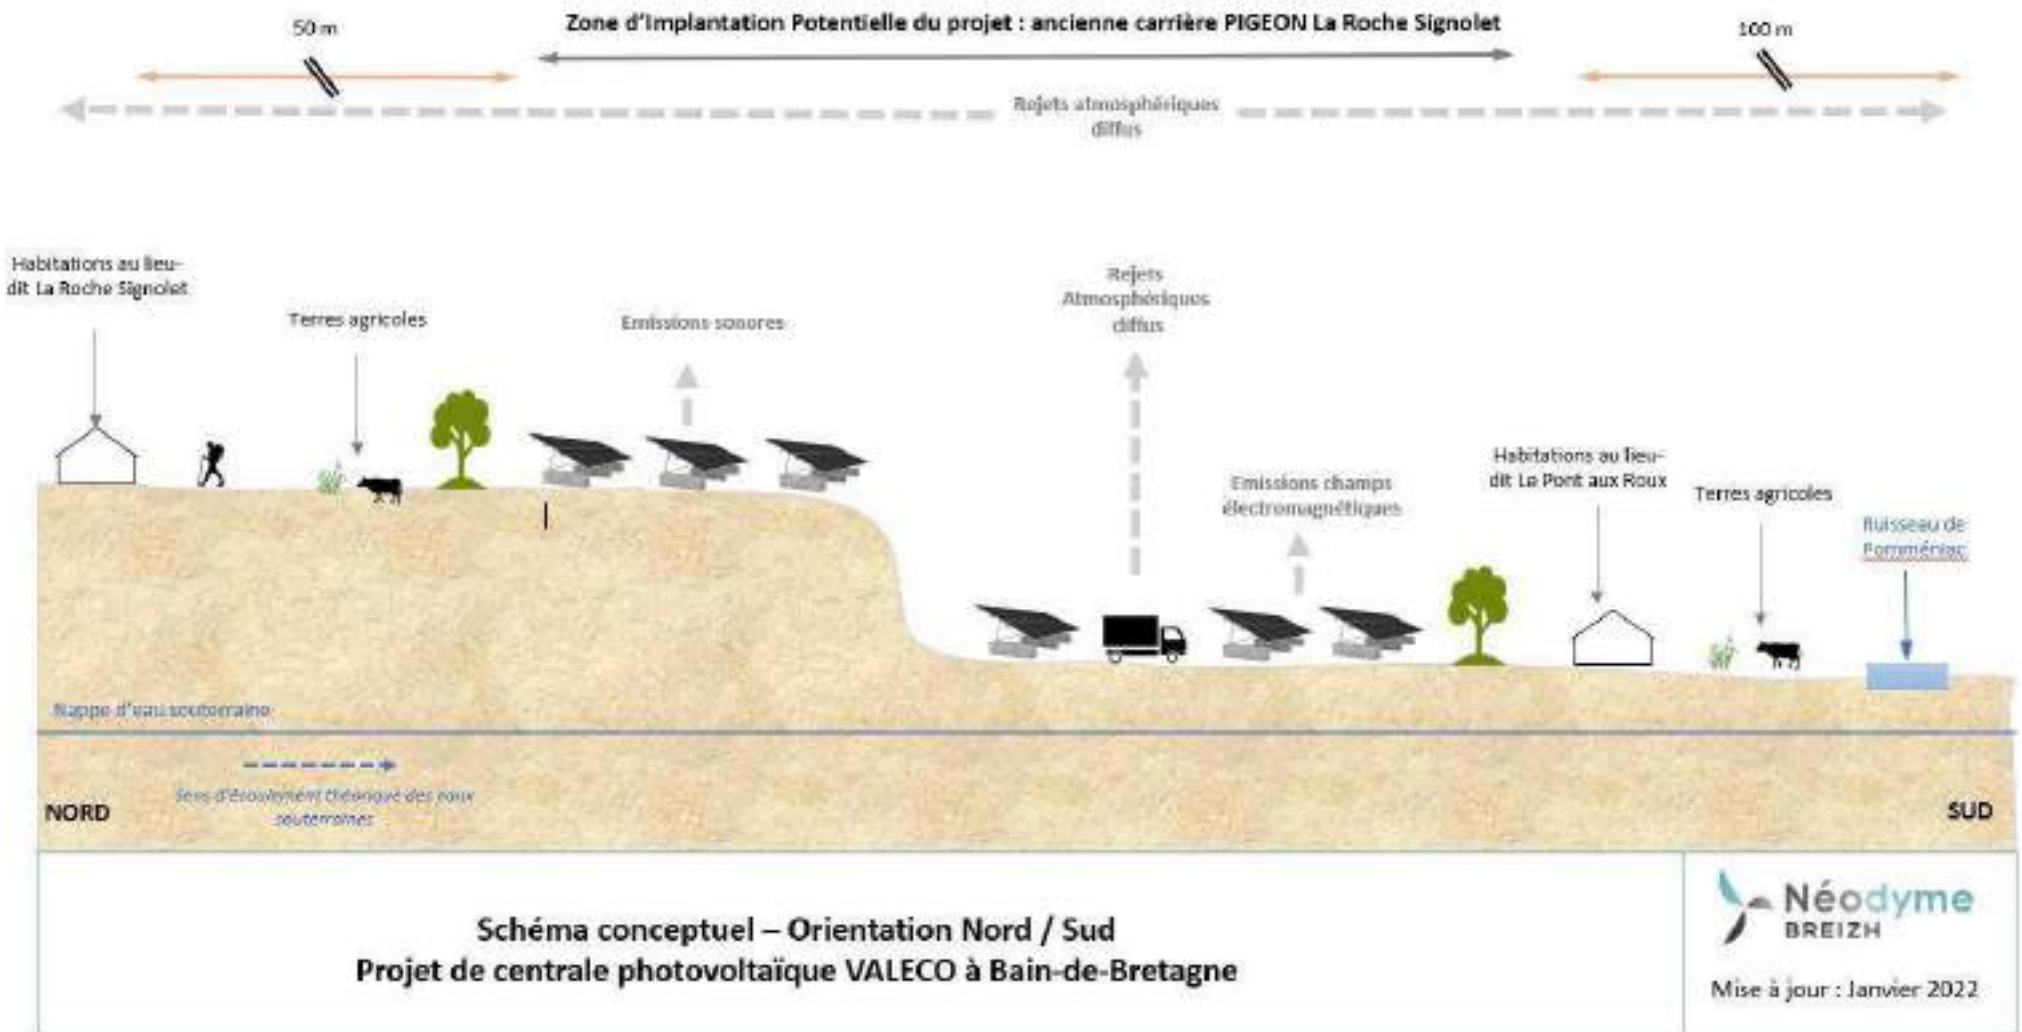 50 m
Zone d'Implantation Potentielle du projet : ancienne carrière PIGEON La Roche Signolet
100 m
Rejets atmosphériques
diffus
Habitations au lieu-
dit La Roche Signolet
Terres agricoles
Emissions sonores
Rejets
Atmosphériques
diffus
Emissions champs
électromagnétiques
Habitations au lieu-
dit Le Pont aux Roux
Terres agricoles
Ruisseau de
Pomméniac
Nappe d'eau souterraine
Sens d'écoulement théorique des eaux
souterraines
NORD
SUD
Schéma conceptuel – Orientation Nord / Sud
Projet de centrale photovoltaïque VALECO à Bain-de-Bretagne
Néodyme
BREIZH
Mise à jour : Janvier 2022